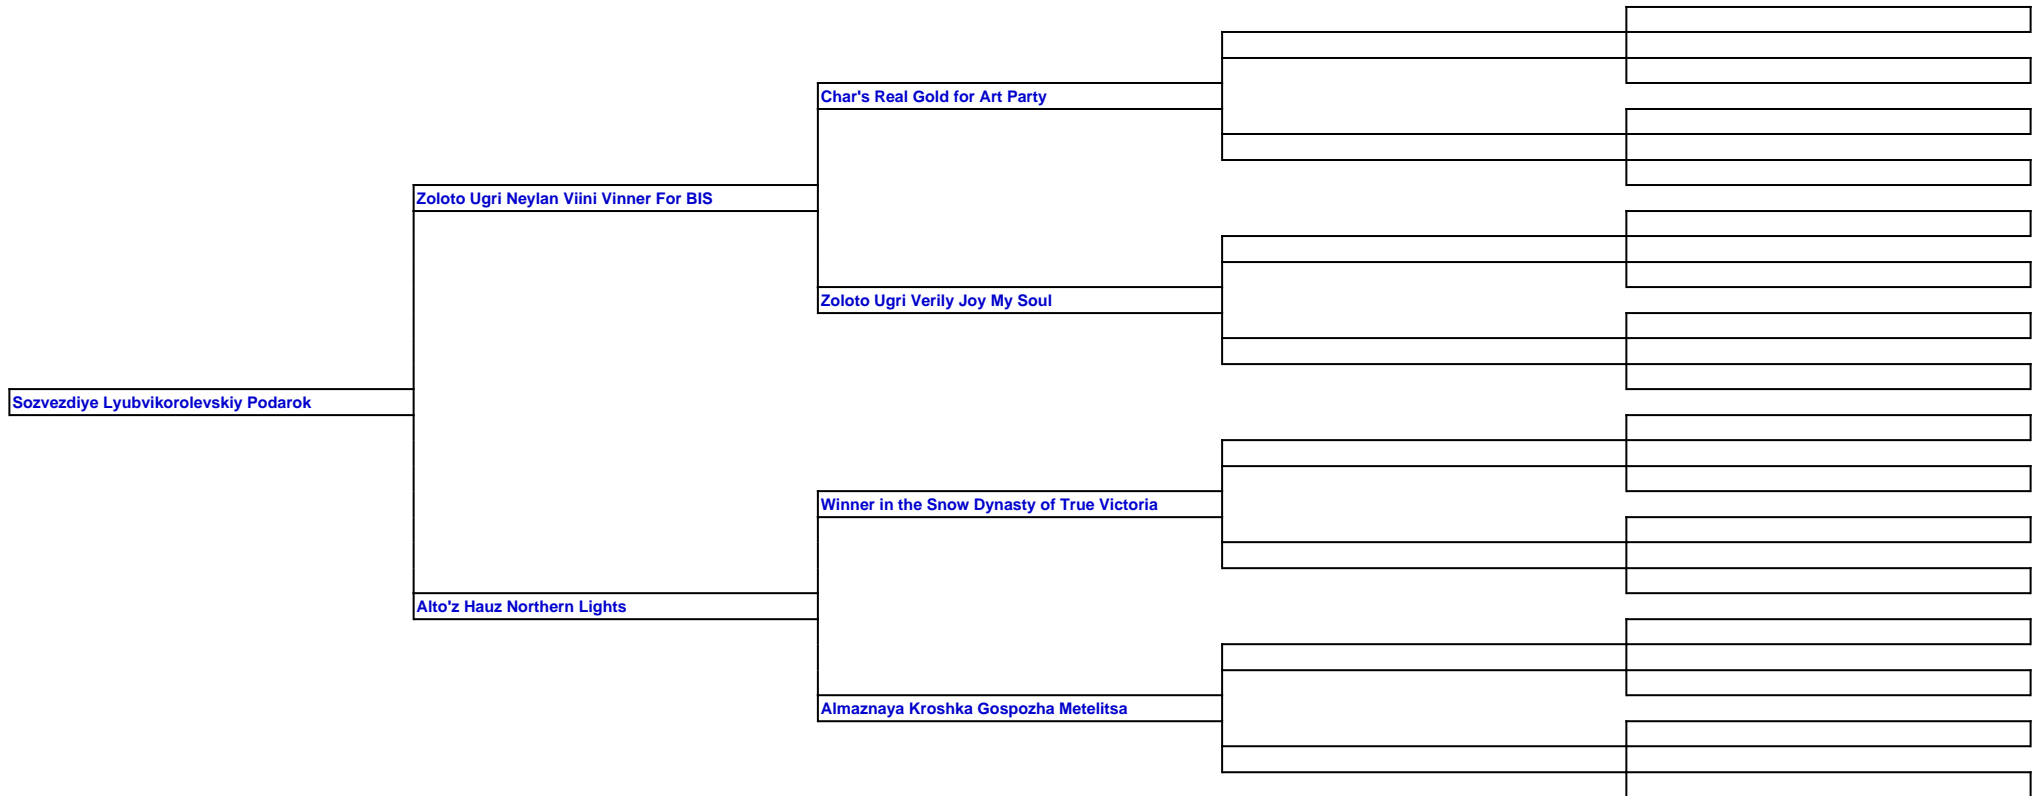 Char's Real Gold for Art Party
Zoloto Ugri Neylan Viini Vinner For BIS
Zoloto Ugri Verily Joy My Soul
Sozvezdiye Lyubvikorolevskiy Podarok
Winner in the Snow Dynasty of True Victoria
Alto'z Hauz Northern Lights
Almaznaya Kroshka Gospozha Metelitsa